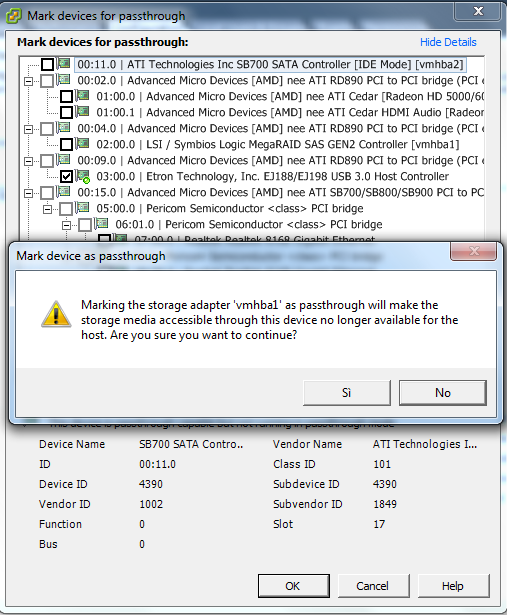 Mark devices for passthrough
Mark devices for passthrough:
Hide Details
00:11.0 | ATI Technologies Inc SB700 SATA Controller [IDE Mode] [vmhba2]
00:02.0 | Advanced Micro Devices [AMD] nee ATI RD890 PCI to PCI bridge (PCI e
01:00.0 | Advanced Micro Devices [AMD] nee ATI Cedar [Radeon HD 5000/60
01:00.1 | Advanced Micro Devices [AMD] nee ATI Cedar HDMI Audio [Radeon
00:04.0 | Advanced Micro Devices [AMD] nee ATI RD890 PCI to PCI bridge (PCI e
02:00.0 | LSI / Symbios Logic MegaRAID SAS GEN2 Controller [vmhba1]
00:09.0 | Advanced Micro Devices [AMD] nee ATI RD890 PCI to PCI bridge (PCI e
03:00.0 | Etron Technology, Inc. EJ188/EJ198 USB 3.0 Host Controller
00:15.0 | Advanced Micro Devices [AMD] nee ATI SB700/SB800/SB900 PCI to PC
05:00.0 | Pericom Semiconductor <class> PCI bridge
06:01.0 | Pericom Semiconductor <class> PCI bridge
07:00.0 | Realtek Realtek 8168 Gigabit Ethernet
Mark device as passthrough
Marking the storage adapter 'vmhba1' as passthrough will make the
storage media accessible through this device no longer available for the
host. Are you sure you want to continue?
Sì No
This device is passthrough capable but not running in passthrough mode
Device Name SB700 SATA Contro.. Vendor Name ATI Technologies I...
ID 00:11.0 Class ID 101
Device ID 4390 Subdevice ID 4390
Vendor ID 1002 Subvendor ID 1849
Function 0 Slot 17
Bus 0
OK Cancel Help